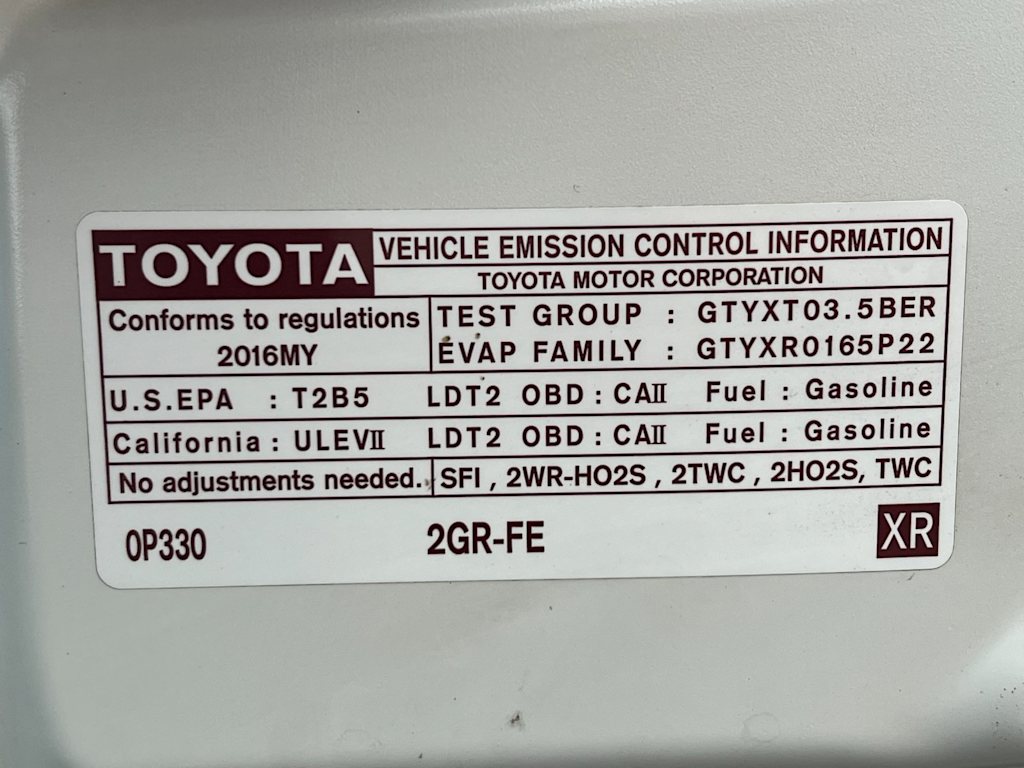 TOYOTA VEHICLE EMISSION CONTROL INFORMATION
TOYOTA MOTOR CORPORATION
Conforms to regulations
2016MY
TEST GROUP : GTYXT03.5BER
EVAP FAMILY : GTYXR0165P22
U.S.EPA : T2B5 LDT2 OBD : CAII Fuel : Gasoline
California : ULEVII LDT2 OBD : CAII Fuel : Gasoline
No adjustments needed. SFI , 2WR-HO2S , 2TWC , 2HO2S, TWC
0P330 2GR-FE XR